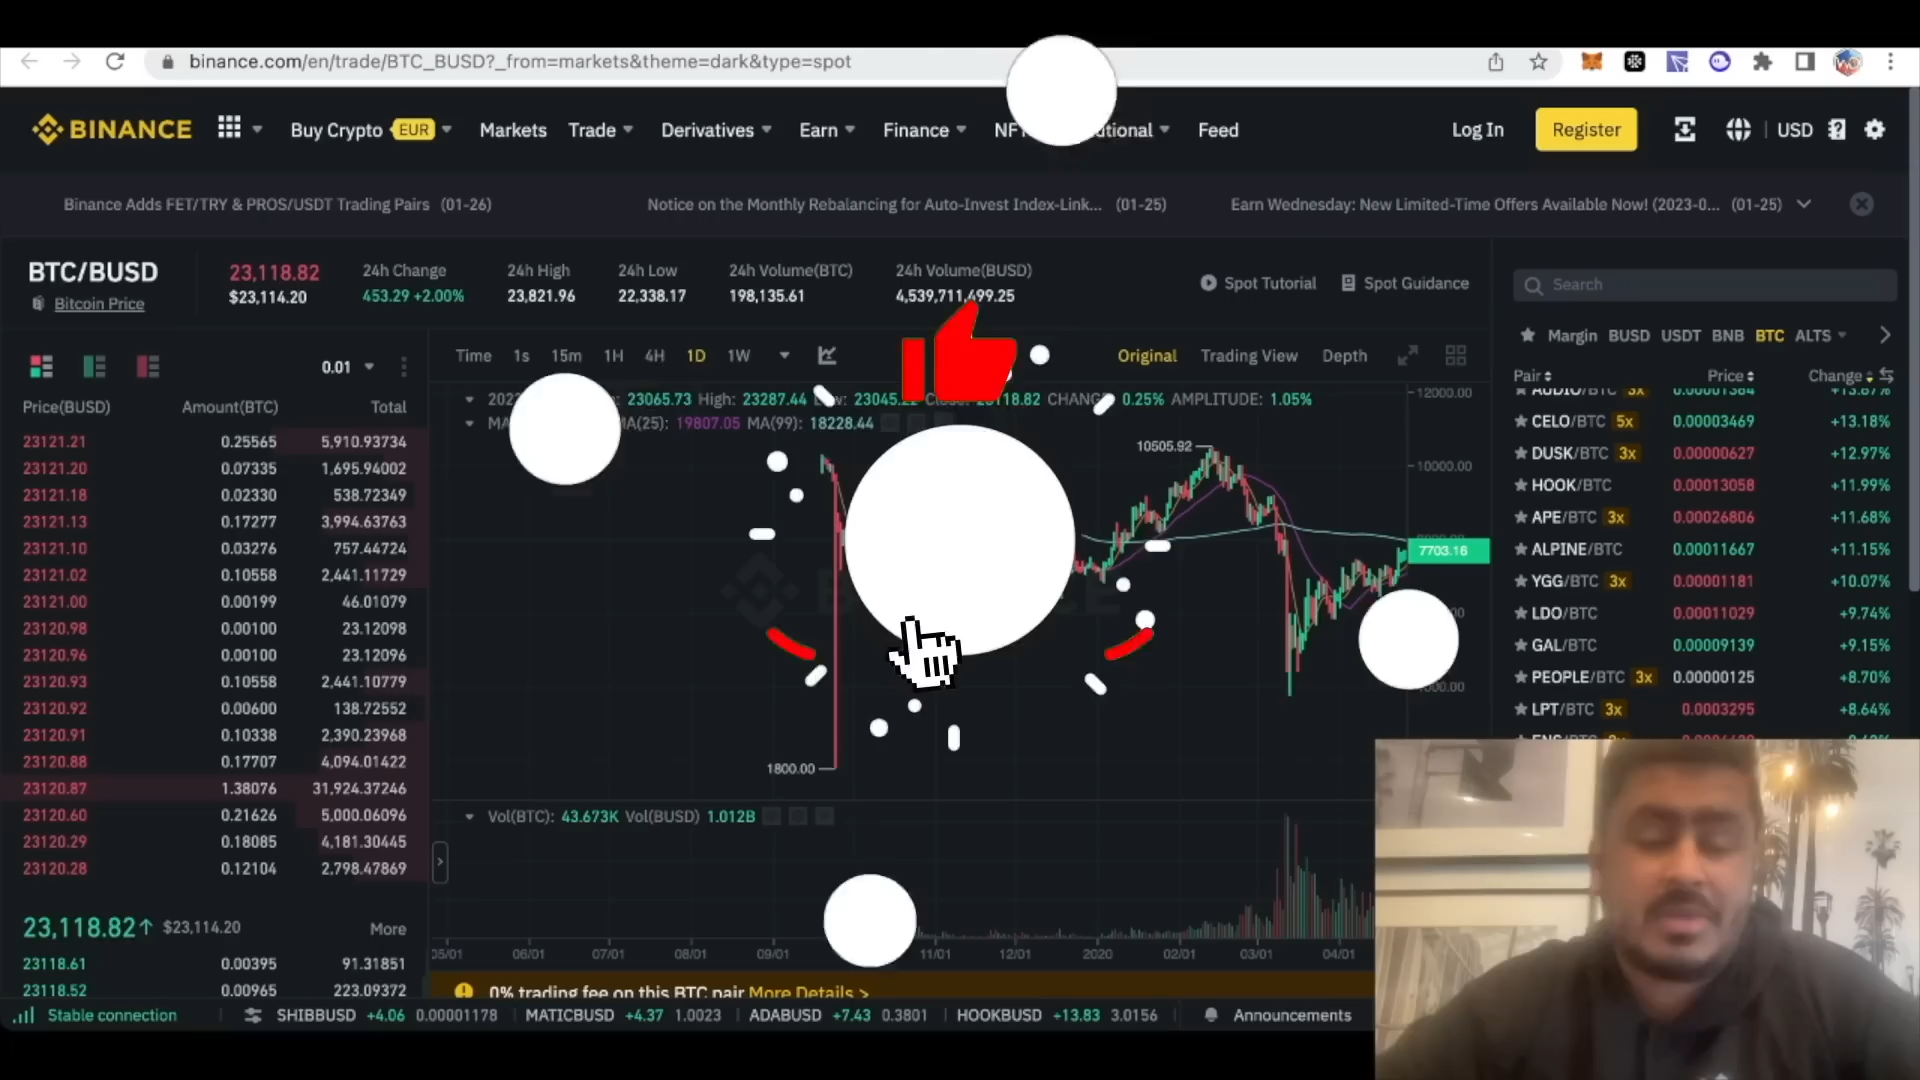 binance.com/en/trade/BTC_BUSD?_from=markets&theme=dark&type=spot
BINANCE Buy Crypto EUR Markets Trade Derivatives Earn Finance Feed Log In Register USD
Binance Adds FET/TRY & PROS/USDT Trading Pairs (01-26) Notice on the Monthly Rebalancing for Auto-Invest Index-Link... (01-25) Earn Wednesday: New Limited-Time Offers Available Now! (2023-0... (01-25)
BTC/BUSD 23,118.82 24h Change 24h High 24h Low 24h Volume(BTC) 24h Volume(BUSD)
Bitcoin Price $23,114.20 453.29 +2.00% 23,821.96 22,338.17 198,135.61 4,539,711,499.25
Spot Tutorial Spot Guidance
Search
Margin BUSD USDT BNB BTC ALTS
0.01
Time 1s 15m 1H 4H 1D 1W Original Trading View Depth
Price(BUSD) Amount(BTC) Total
23121.21 0.25565 5,910.93734
23121.20 0.07335 1,695.94002
23121.18 0.02330 538.72349
23121.13 0.17277 3,994.63763
23121.10 0.03276 757.44724
23121.02 0.10558 2,441.11729
23121.00 0.00199 46.01079
23120.98 0.00100 23.12098
23120.96 0.00100 23.12096
23120.93 0.10558 2,441.10779
23120.92 0.00600 138.72552
23120.91 0.10338 2,390.23968
23120.88 0.17707 4,094.01422
23120.87 1.38076 31,924.37246
23120.60 0.21626 5,000.06096
23120.29 0.18085 4,181.30445
23120.28 0.12104 2,798.47869
23,118.82↑ $23,114.20 More
23118.61 0.00395 91.31851
23118.52 0.00965 223.09372
23065.73 High: 23287.44 23118.82 0.25% AMPLITUDE: 1.05%
MA(25): 19807.05 MA(99): 18228.44
12000.00
10505.92
10000.00
7703.16
1800.00
Vol(BTC): 43.673K Vol(BUSD) 1.012B
05/01 06/01 07/01 08/01 09/01 11/01 12/01 2020 02/01 03/01 04/01
0% trading fee on this BTC pair More Details >
Pair Price Change
AUDIO/BTC 3x 0.00001384 +13.87%
CELO/BTC 5x 0.00003469 +13.18%
DUSK/BTC 3x 0.00000627 +12.97%
HOOK/BTC 0.00013058 +11.99%
APE/BTC 3x 0.00026806 +11.68%
ALPINE/BTC 0.00011667 +11.15%
YGG/BTC 3x 0.00001181 +10.07%
LDO/BTC 0.00011029 +9.74%
GAL/BTC 0.00009139 +9.15%
PEOPLE/BTC 3x 0.00000125 +8.70%
LPT/BTC 3x 0.0003295 +8.64%
Stable connection SHIBBUSD +4.06 0.00001178 MATICBUSD +4.37 1.0023 ADABUSD +7.43 0.3801 HOOKBUSD +13.83 3.0156 Announcements